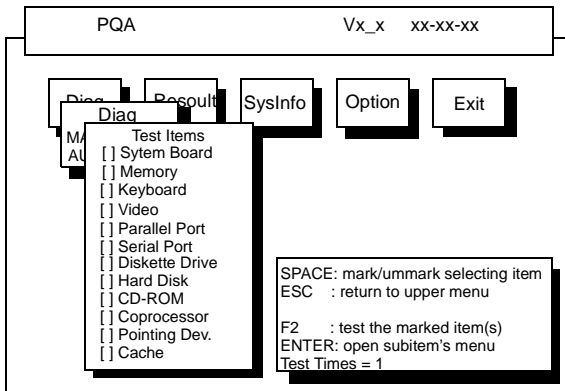 PQA Vx_x xx-xx-xx
Diag Resoult SysInfo Option Exit
Diag
MA
AU
Test Items
[ ] Sytem Board
[ ] Memory
[ ] Keyboard
[ ] Video
[ ] Parallel Port
[ ] Serial Port
[ ] Diskette Drive
[ ] Hard Disk
[ ] CD-ROM
[ ] Coprocessor
[ ] Pointing Dev.
[ ] Cache
SPACE: mark/ummark selecting item
ESC : return to upper menu
F2 : test the marked item(s)
ENTER: open subitem's menu
Test Times = 1